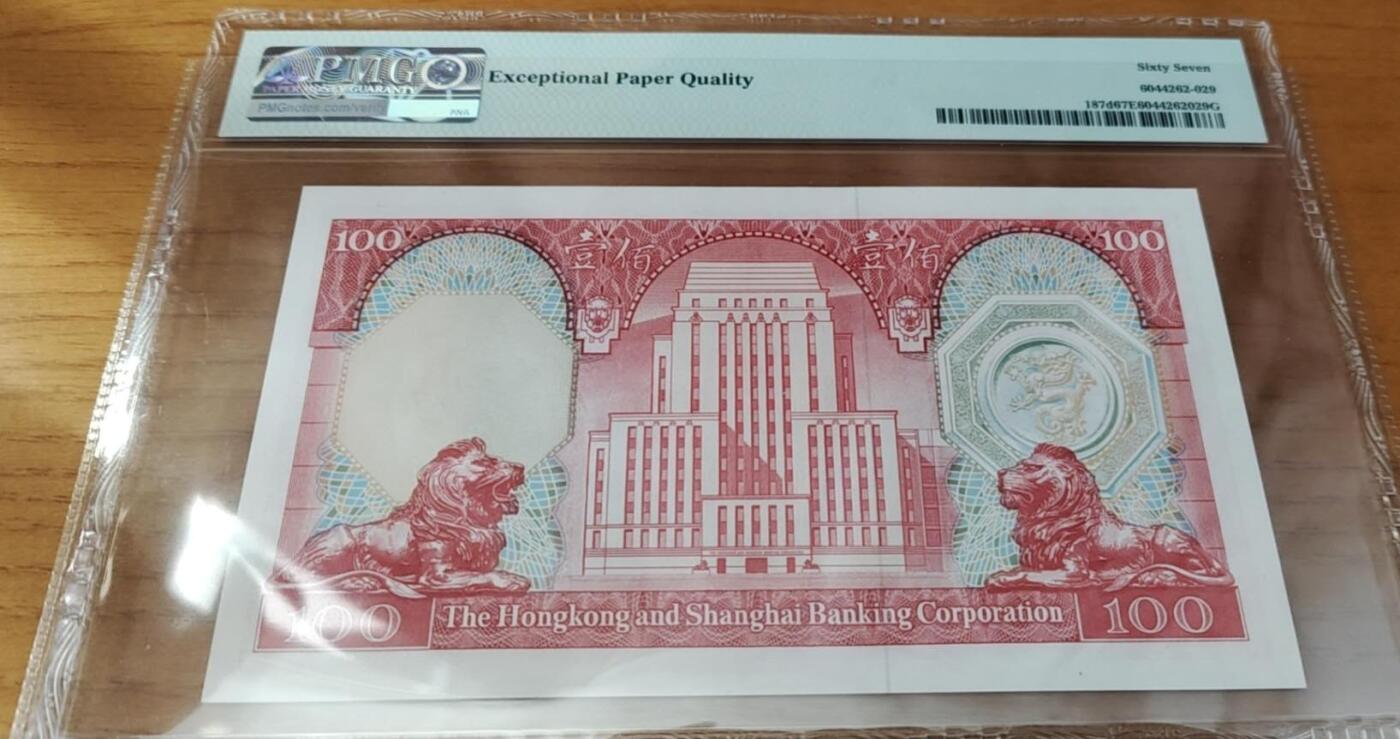 PMG
PAPER MONEY GUARANTY
PMGnotes.com/verify
Exceptional Paper Quality
Sixty Seven
6044262-029
187d67E6044262029G
100 壹佰 壹佰 100
100 The Hongkong and Shanghai Banking Corporation 100